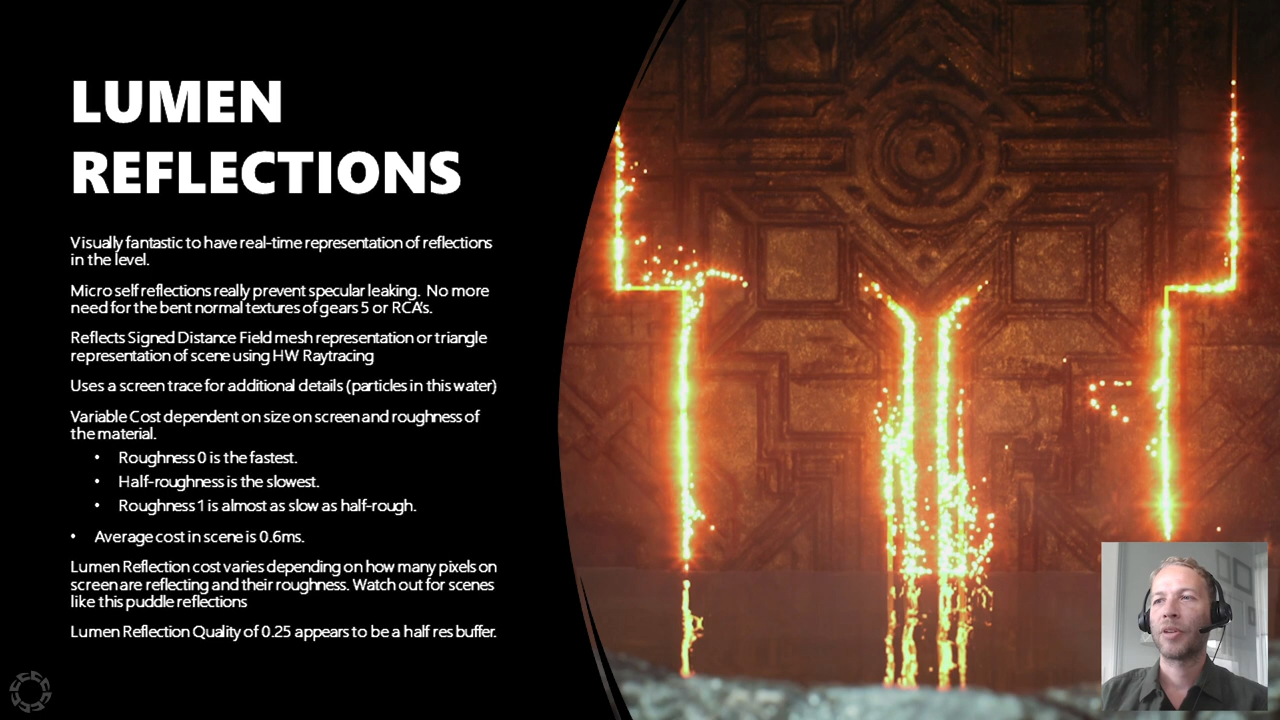 LUMEN
REFLECTIONS
Visually fantastic to have real-time representation of reflections
in the level.
Micro self reflections really prevent specular leaking. No more
need for the bent normal textures of gears 5 or RCA's.
Reflects Signed Distance Field mesh representation or triangle
representation of scene using HW Raytracing
Uses a screen trace for additional details (particles in this water)
Variable Cost dependent on size on screen and roughness of
the material.
• Roughness 0 is the fastest.
• Half-roughness is the slowest.
• Roughness 1 is almost as slow as half-rough.
• Average cost in scene is 0.6ms.
Lumen Reflection cost varies depending on how many pixels on
screen are reflecting and their roughness. Watch out for scenes
like this puddle reflections
Lumen Reflection Quality of 0.25 appears to be a half res buffer.